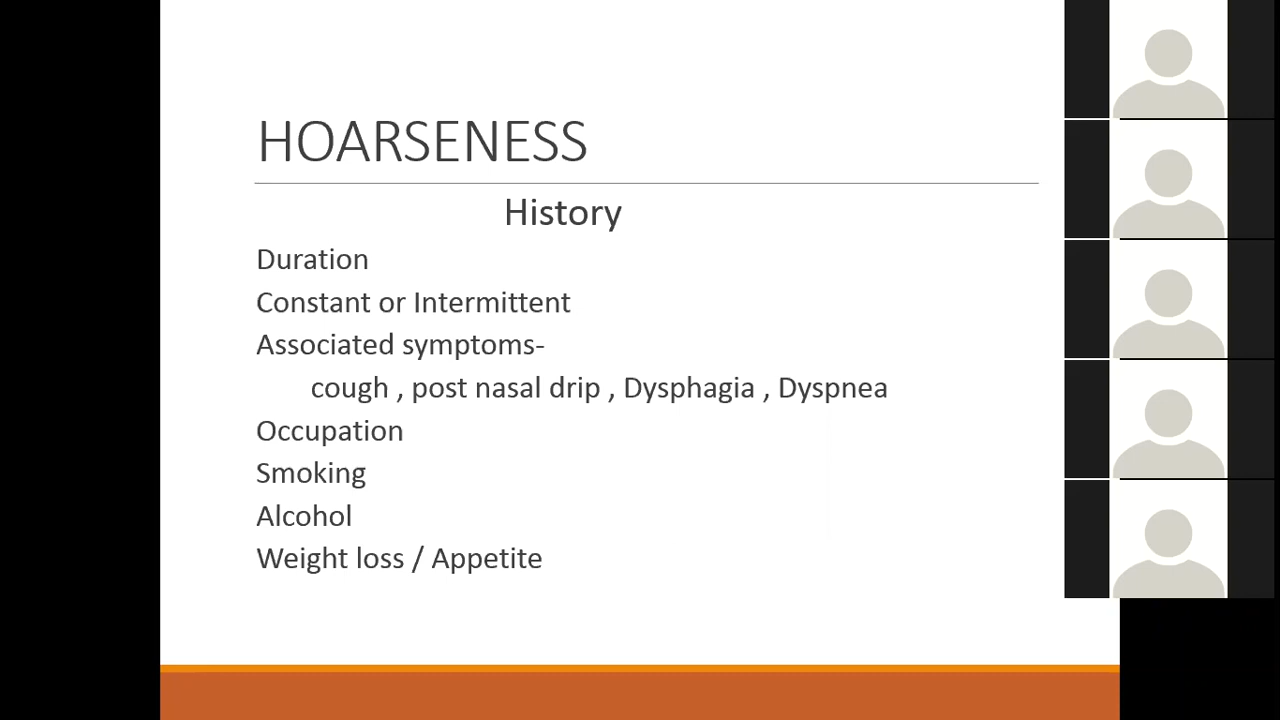 HOARSENESS
History
Duration
Constant or Intermittent
Associated symptoms-
cough , post nasal drip , Dysphagia , Dyspnea
Occupation
Smoking
Alcohol
Weight loss / Appetite